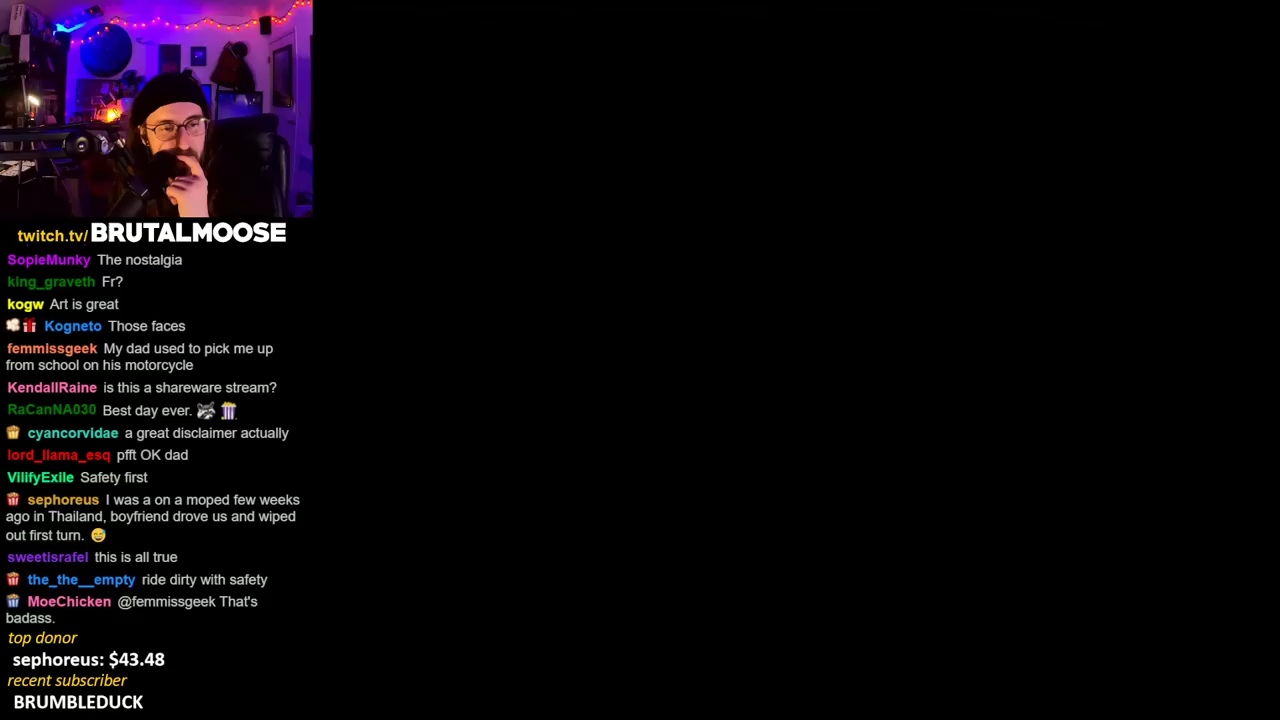 twitch.tv/BRUTALMOOSE
SopieMunky The nostalgia
king_graveth Fr?
kogw Art is great
Kogneto Those faces
femmissgeek My dad used to pick me up
from school on his motorcycle
KendallRaine is this a shareware stream?
RaCanNA030 Best day ever.
cyancorvidae a great disclaimer actually
lord_llama_esq pfft OK dad
VilifyExile Safety first
sephoreus I was a on a moped few weeks
ago in Thailand, boyfriend drove us and wiped
out first turn.
sweetisrafel this is all true
the_the__empty ride dirty with safety
MoeChicken @femmissgeek That's
badass.
top donor
sephoreus: $43.48
recent subscriber
BRUMBLEDUCK